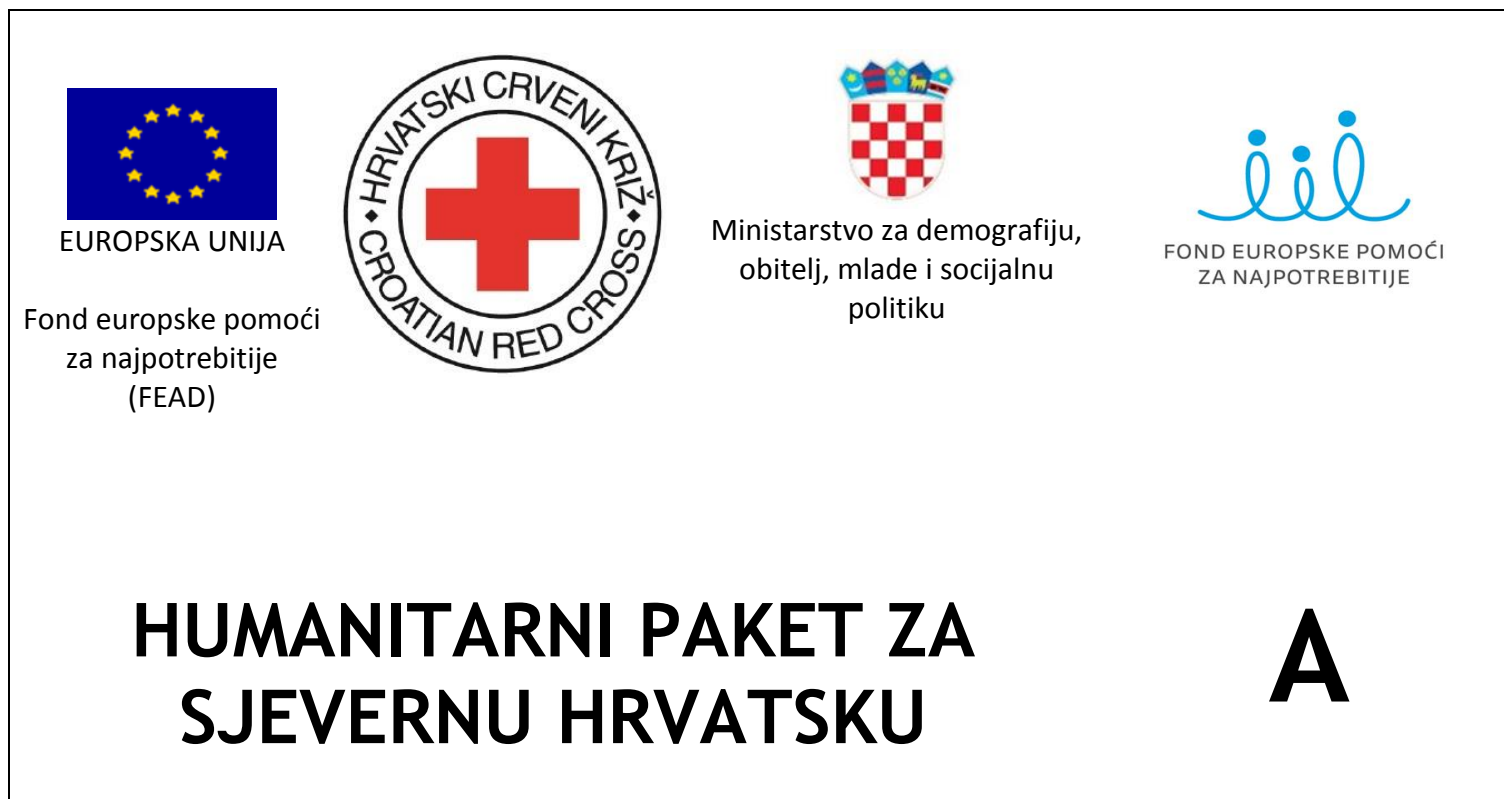 EUROPSKA UNIJA
Fond europske pomoći
za najpotrebitije
(FEAD)
HRVATSKI CRVENI KRIŽ
CROATIAN RED CROSS
Ministarstvo za demografiju,
obitelj, mlade i socijalnu
politiku
FOND EUROPSKE POMOĆI
ZA NAJPOTREBITIJE
HUMANITARNI PAKET ZA
SJEVERNU HRVATSKU
A